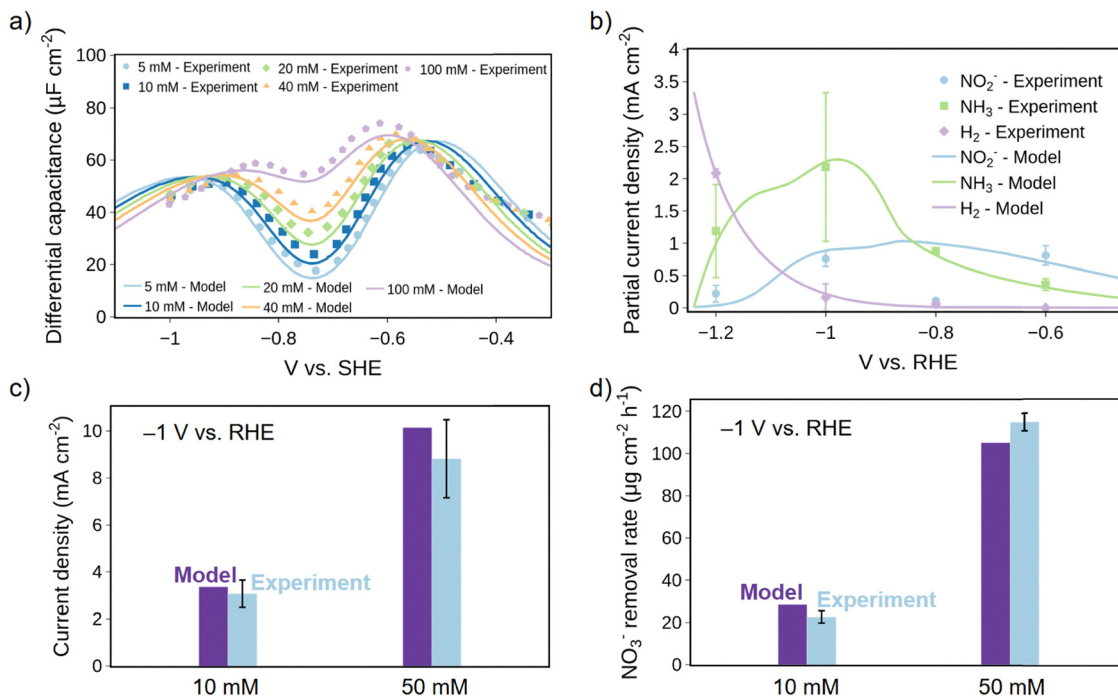 a)
Differential capacitance (µF cm⁻²)
100
80
60
40
20
0
5 mM - Experiment
20 mM - Experiment
100 mM - Experiment
10 mM - Experiment
40 mM - Experiment
5 mM - Model
20 mM - Model
100 mM - Model
10 mM - Model
40 mM - Model
−1
−0.8
−0.6
−0.4
V vs. SHE
b)
Partial current density (mA cm⁻²)
4
3.5
3
2.5
2
1.5
1
0.5
0
NO₂⁻ - Experiment
NH₃ - Experiment
H₂ - Experiment
NO₂⁻ - Model
NH₃ - Model
H₂ - Model
−1.2
−1
−0.8
−0.6
V vs. RHE
c)
Current density (mA cm⁻²)
10
8
6
4
2
0
–1 V vs. RHE
Model
Experiment
10 mM
50 mM
d)
NO₃⁻ removal rate (µg cm⁻² h⁻¹)
120
100
80
60
40
20
0
–1 V vs. RHE
Model
Experiment
10 mM
50 mM